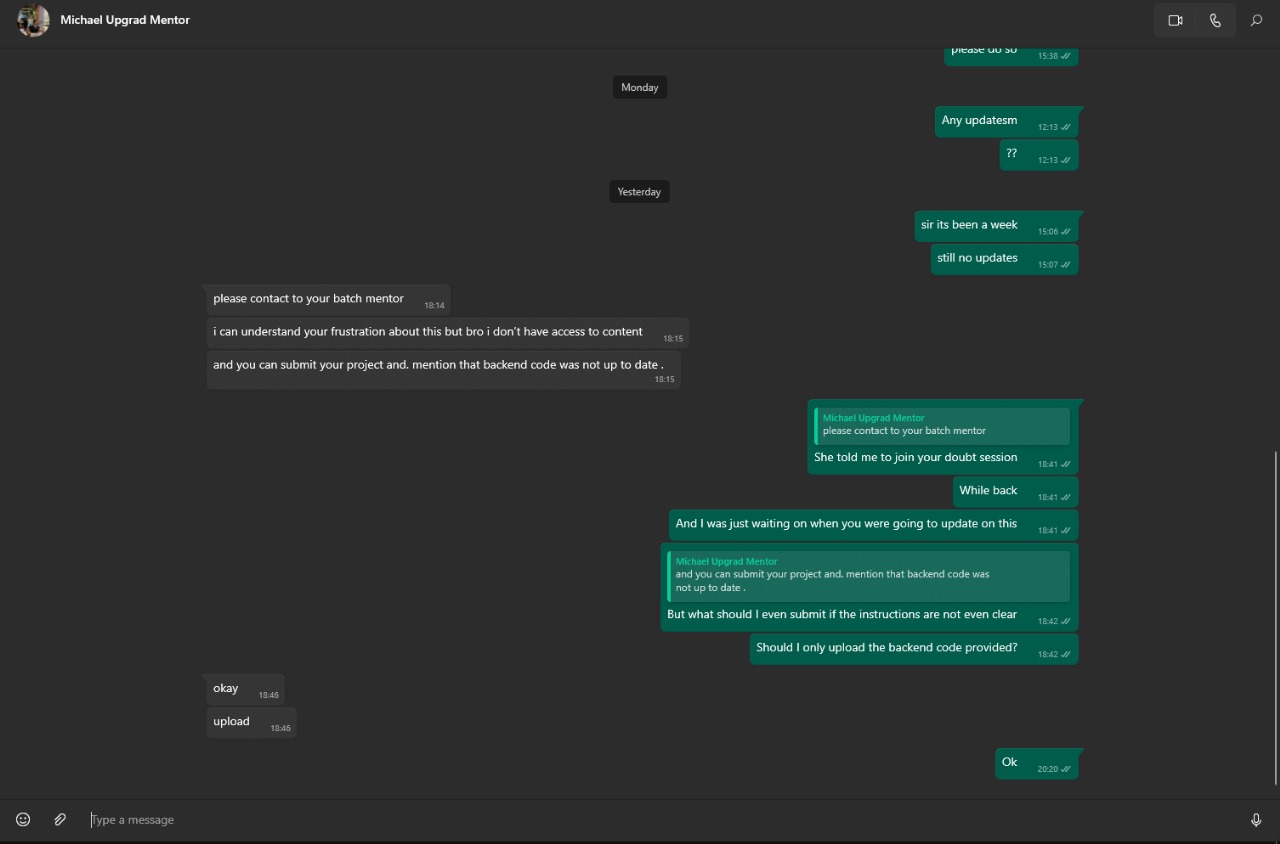 Michael Upgrad Mentor
please do so
15:38
Monday
Any updatesm
12:13
??
12:13
Yesterday
sir its been a week
15:06
still no updates
15:07
please contact to your batch mentor
18:14
i can understand your frustration about this but bro i don't have access to content
18:15
and you can submit your project and. mention that backend code was not up to date .
18:15
Michael Upgrad Mentor
please contact to your batch mentor
She told me to join your doubt session
18:41
While back
18:41
And I was just waiting on when you were going to update on this
18:41
Michael Upgrad Mentor
and you can submit your project and. mention that backend code was
not up to date .
But what should I even submit if the instructions are not even clear
18:42
Should I only upload the backend code provided?
18:42
okay
18:46
upload
18:46
Ok
20:20
Type a message